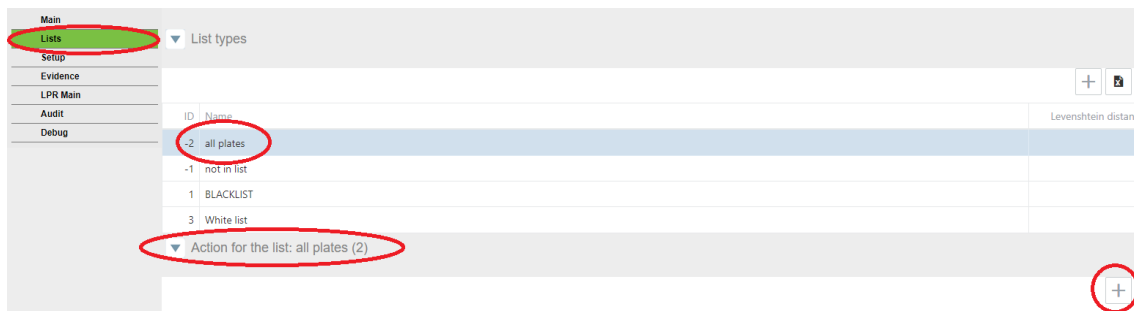 Main
Lists
Setup
Evidence
LPR Main
Audit
Debug
List types
ID Name Levenshtein distan
-2 all plates
-1 not in list
1 BLACKLIST
3 White list
Action for the list: all plates (2)